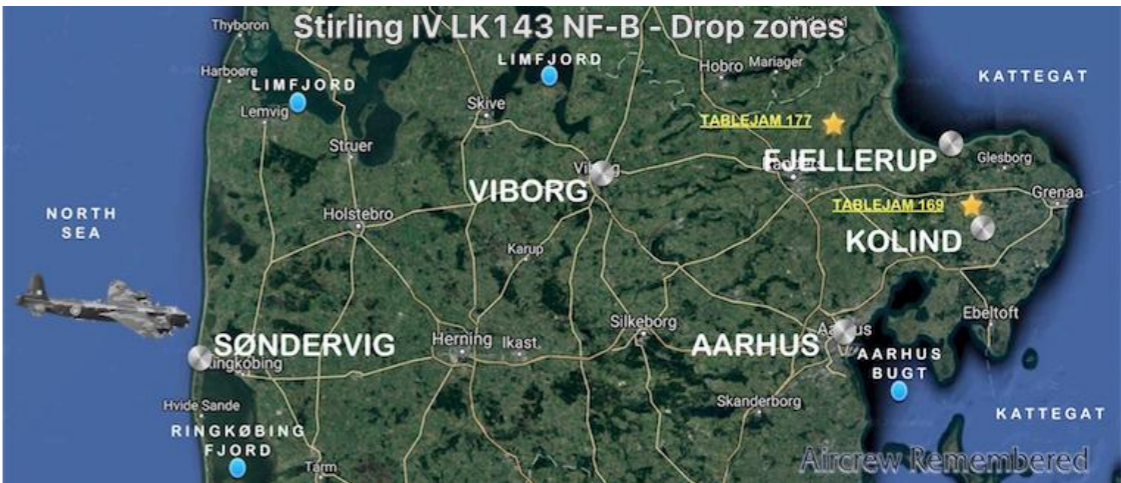 Stirling IV LK143 NF-B - Drop zones
Thyboron
LIMFJORD
Hobro
Mariager
Harboøre
LIMFJORD
KATTEGAT
Lemvig
Skive
TABLEJAM 177
Struer
FJELLERUP
Glesborg
VIBORG
Grenaa
NORTH
SEA
Holstebro
TABLEJAM 169
KOLIND
Karup
Ebeltoft
Silkeborg
SØNDERVIG
Herning
Ikast
AARHUS
Aarhus
AARHUS
BUGT
Ringkøbing
Hvide Sande
Skanderborg
KATTEGAT
RINGKØBING
FJORD
Tarm
Aircrew Remembered